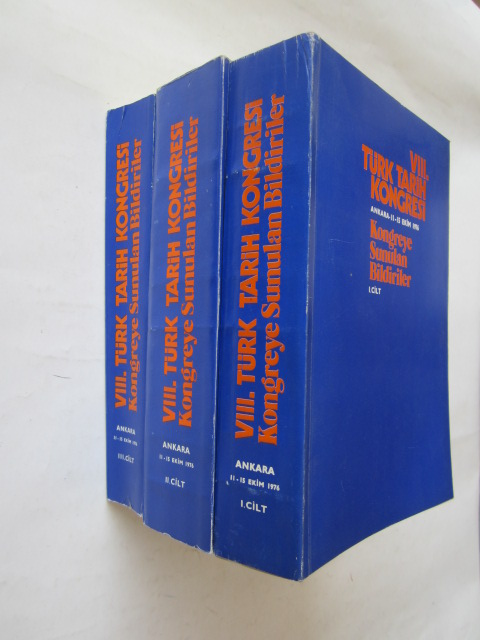 VIII. TÜRK TARİH KONGRESİ
Kongreye Sunulan Bildiriler
ANKARA
11-15 EKİM 1976
III.CİLT
VIII. TÜRK TARİH KONGRESİ
Kongreye Sunulan Bildiriler
ANKARA
11-15 EKİM 1976
II.CİLT
VIII. TÜRK TARİH KONGRESİ
Kongreye Sunulan Bildiriler
ANKARA
11-15 EKİM 1976
I.CİLT
VIII.
TÜRK TARİH
KONGRESİ
ANKARA-11-15 EKİM 1976
Kongreye
Sunulan
Bildiriler
I.CİLT